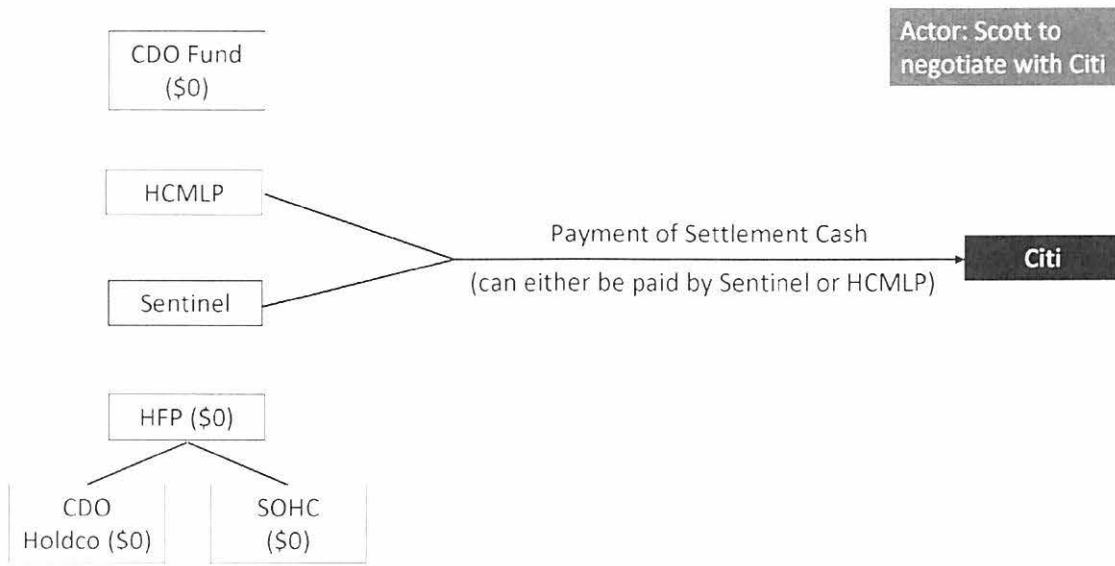 CDO Fund
($0)
Actor: Scott to
negotiate with Citi
HCMLP
Payment of Settlement Cash
(can either be paid by Sentinel or HCMLP)
Citi
Sentinel
HFP ($0)
CDO
Holdco ($0)
SOHC
($0)